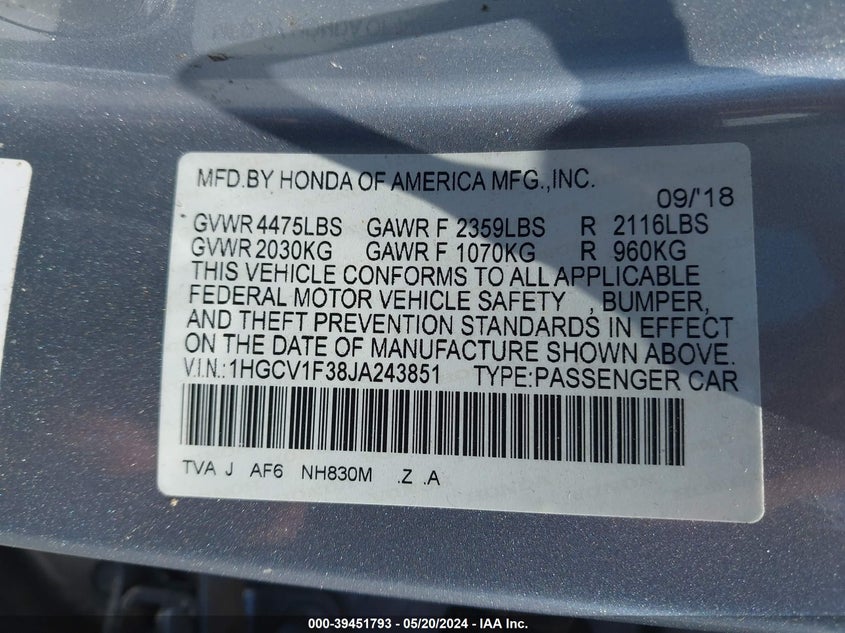 MFD.BY HONDA OF AMERICA MFG.,INC.
09/'18
GVWR 4475LBS GAWR F 2359LBS R 2116LBS
GVWR 2030KG GAWR F 1070KG R 960KG
THIS VEHICLE CONFORMS TO ALL APPLICABLE
FEDERAL MOTOR VEHICLE SAFETY , BUMPER,
AND THEFT PREVENTION STANDARDS IN EFFECT
ON THE DATE OF MANUFACTURE SHOWN ABOVE.
V.I.N.:1HGCV1F38JA243851 TYPE:PASSENGER CAR
TVA J AF6 NH830M .Z .A
000-39451793 - 05/20/2024 - IAA Inc.